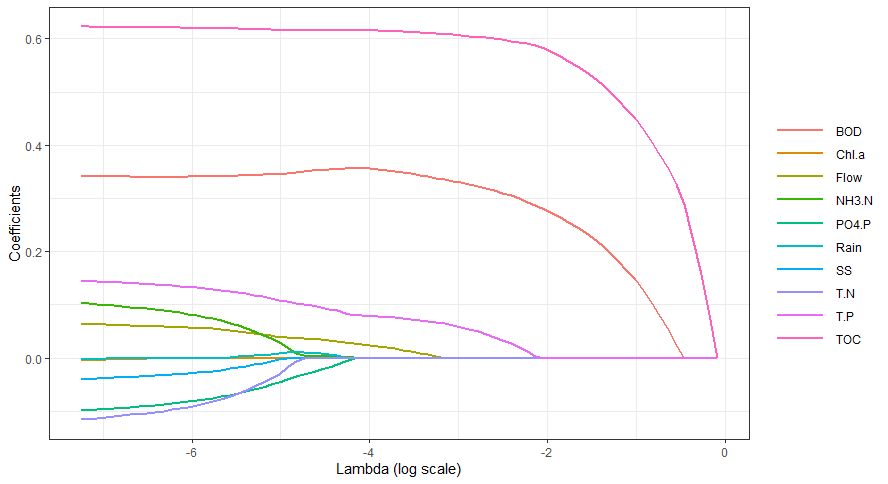 0.6
0.4
0.2
0.0
Coefficients
-6
-4
-2
0
Lambda (log scale)
BOD
Chl.a
Flow
NH3.N
PO4.P
Rain
SS
T.N
T.P
TOC